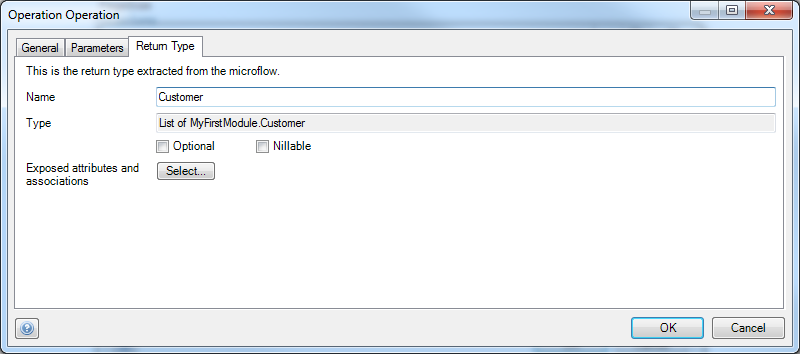 Operation Operation
General Parameters Return Type
This is the return type extracted from the microflow.
Name Customer
Type List of MyFirstModule.Customer
Optional Nillable
Exposed attributes and
associations Select...
OK Cancel